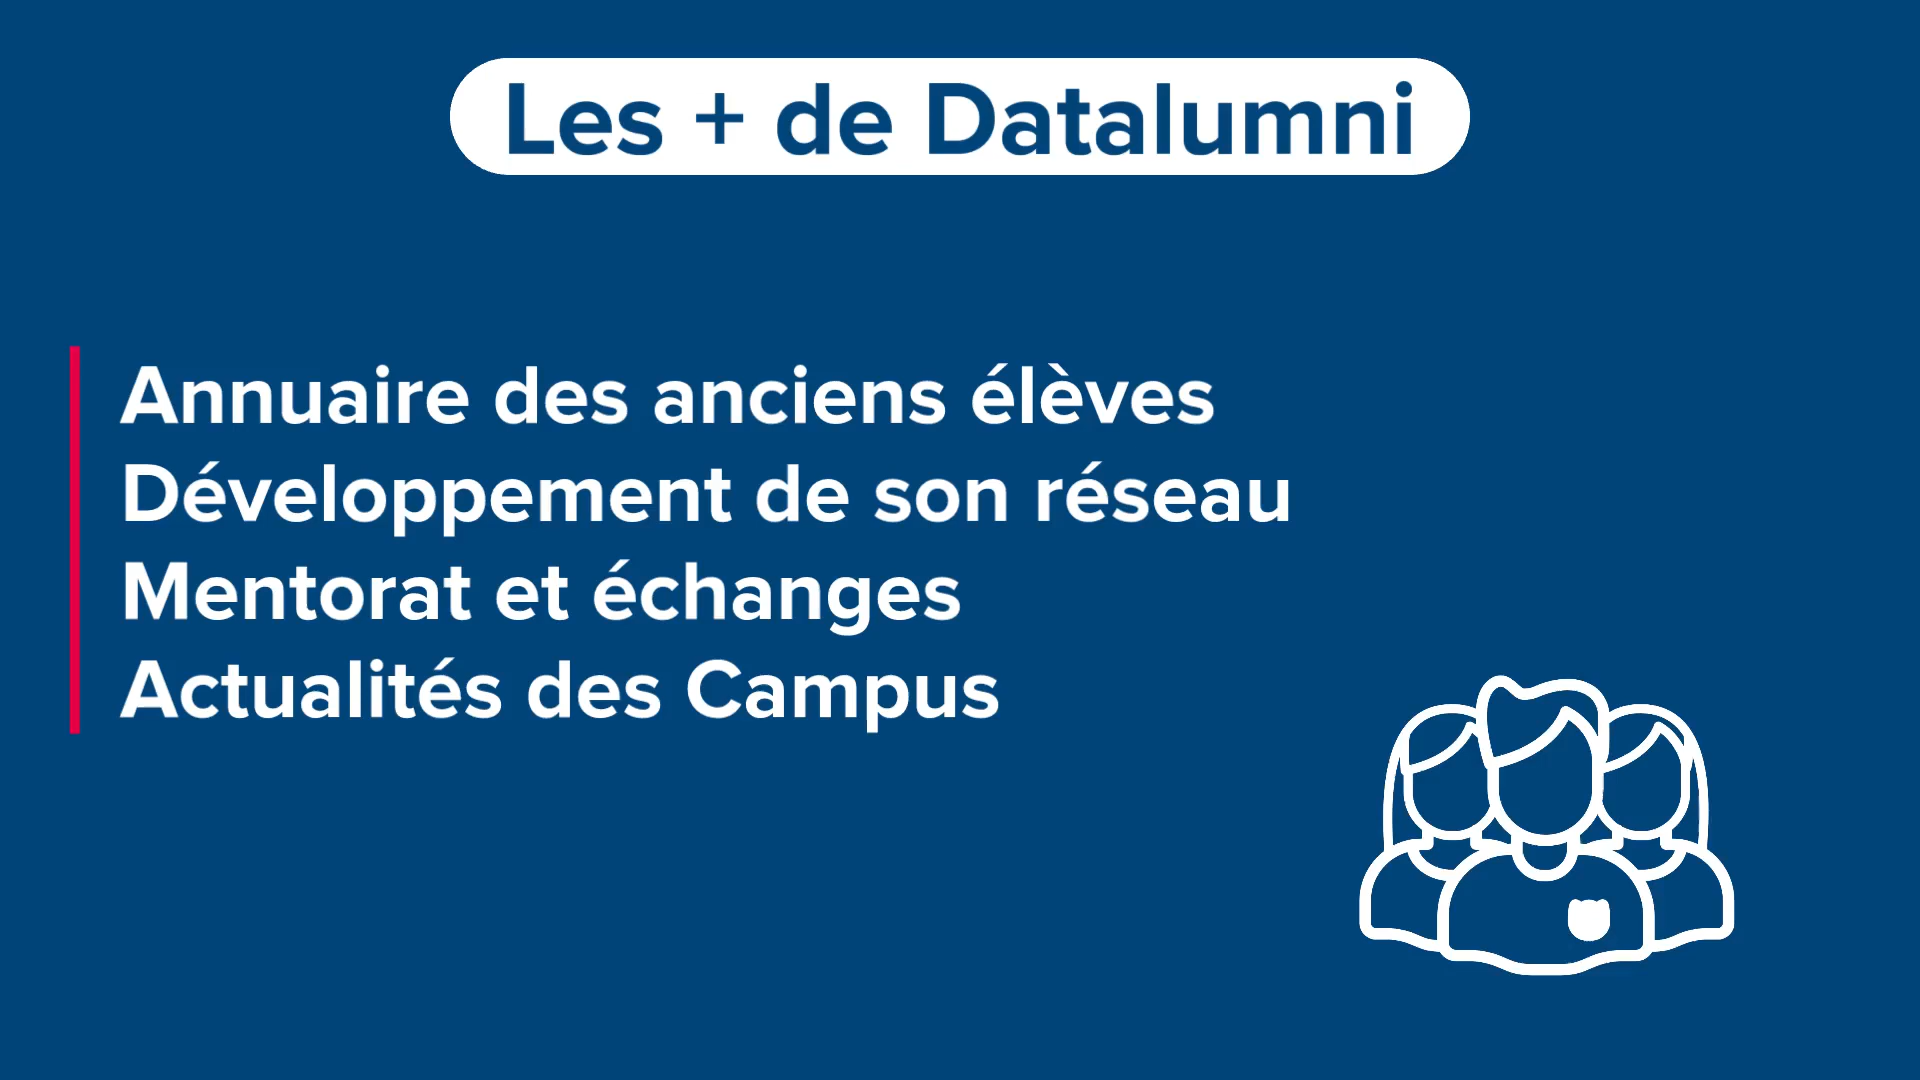 Les + de Datalumni
Annuaire des anciens élèves
Développement de son réseau
Mentorat et échanges
Actualités des Campus